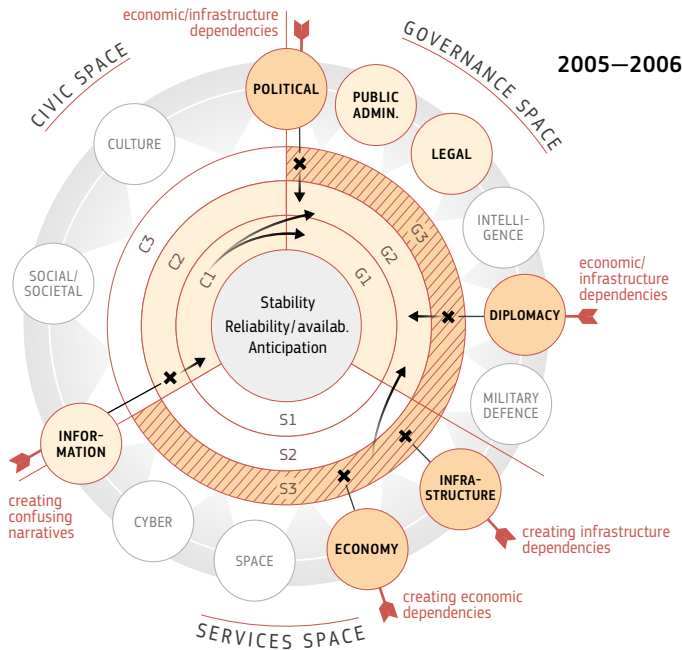 economic/infrastructure
dependencies
2005—2006
CIVIC SPACE
GOVERNANCE SPACE
POLITICAL
PUBLIC
ADMIN.
LEGAL
CULTURE
INTELLI-
GENCE
SOCIAL/
SOCIETAL
C3
C2
C1
G3
G2
G1
economic/
infrastructure
dependencies
DIPLOMACY
Stability
Reliability/availab.
Anticipation
MILITARY
DEFENCE
S1
S2
S3
INFOR-
MATION
creating
confusing
narratives
CYBER
SPACE
ECONOMY
INFRA-
STRUCTURE
creating infrastructure
dependencies
creating economic
dependencies
SERVICES SPACE